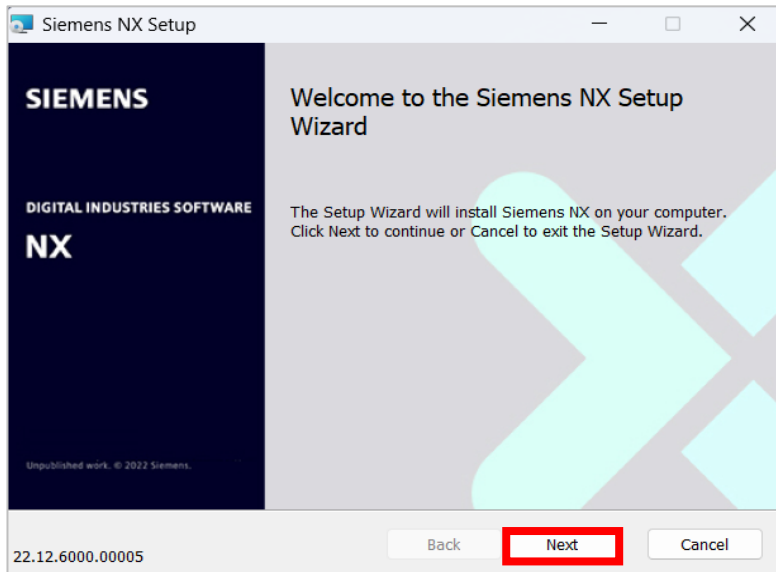 Siemens NX Setup
SIEMENS
Welcome to the Siemens NX Setup
Wizard
DIGITAL INDUSTRIES SOFTWARE
NX
The Setup Wizard will install Siemens NX on your computer.
Click Next to continue or Cancel to exit the Setup Wizard.
Unpublished work. © 2022 Siemens.
22.12.6000.00005
Back
Next
Cancel